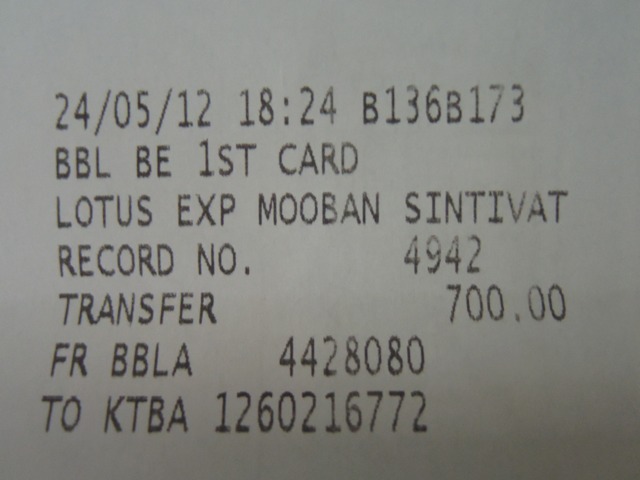 24/05/12 18:24 B136B173
BBL BE 1ST CARD
LOTUS EXP MOOBAN SINTIVAT
RECORD NO. 4942
TRANSFER 700.00
FR BBLA 4428080
TO KTBA 1260216772